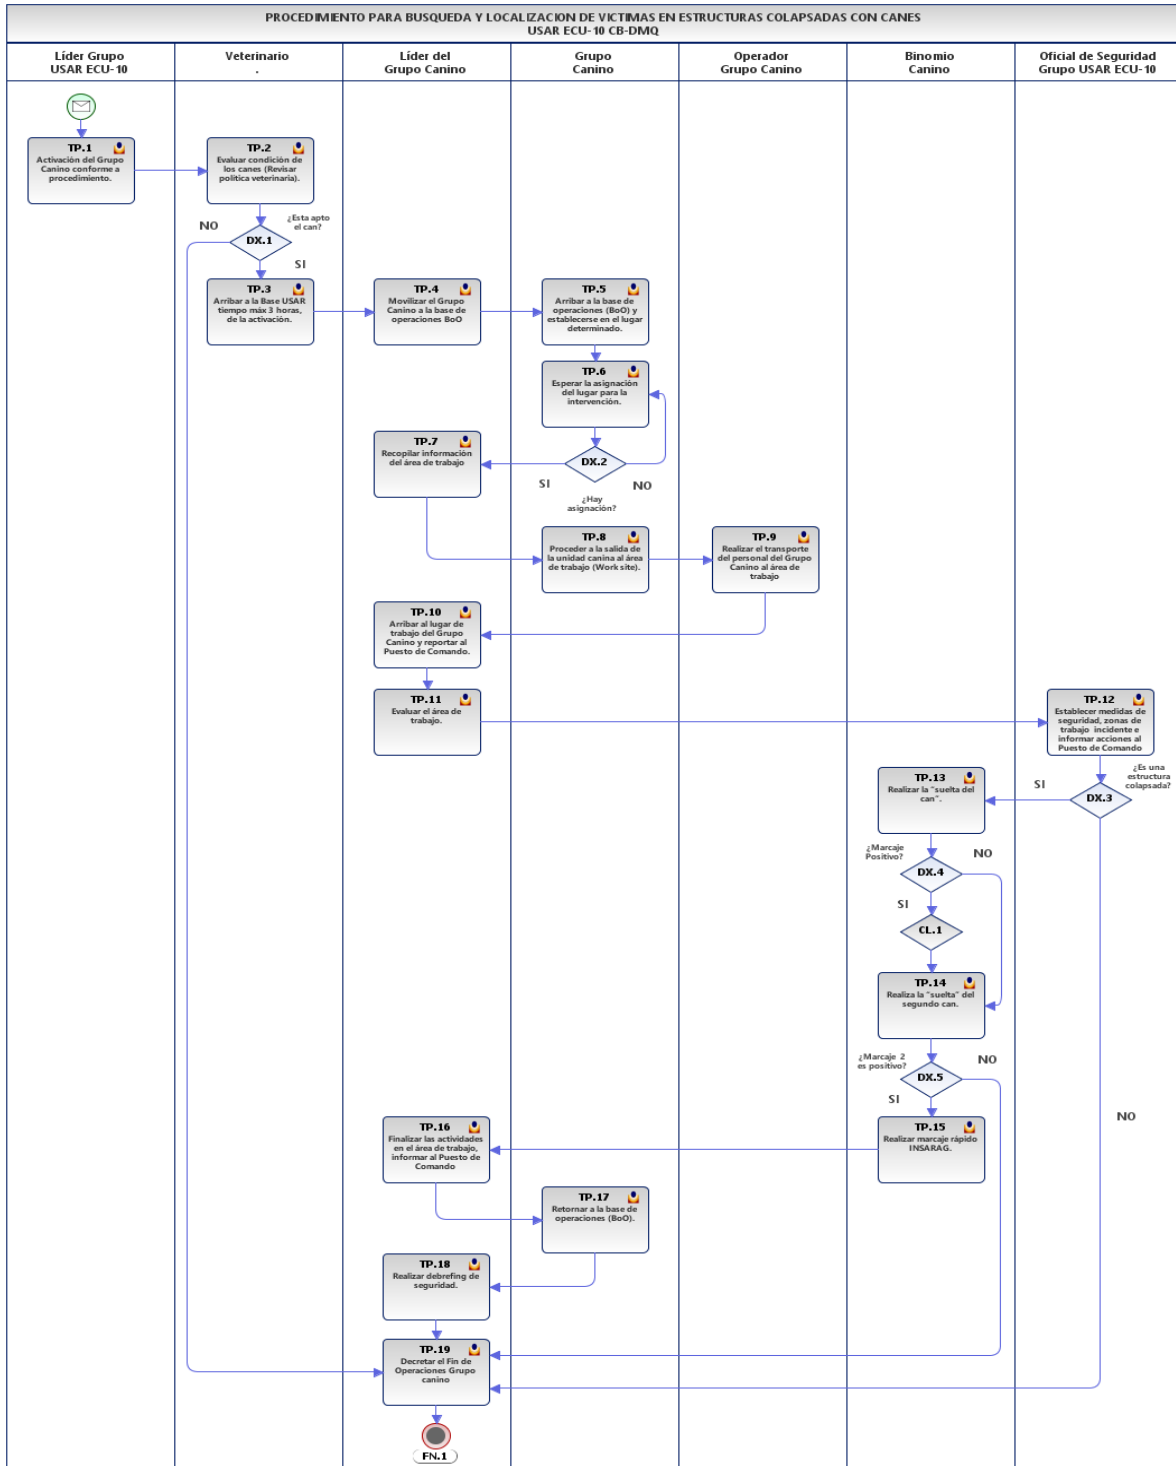 PROCEDIMIENTO PARA BUSQUEDA Y LOCALIZACION DE VICTIMAS EN ESTRUCTURAS COLAPSADAS CON CANES
USAR ECU-10 CB-DMQ
Líder Grupo
USAR ECU-10
Veterinario
.
Líder del
Grupo Canino
Grupo
Canino
Operador
Grupo Canino
Binomio
Canino
Oficial de Seguridad
Grupo USAR ECU-10
TP.1
Activación del Grupo
Canino conforme a
procedimiento.
TP.2
Evaluar condición de
los canes (Revisar
política veterinaria).
¿Esta apto
el can?
NO
DX.1
SI
TP.3
Arribar a la Base USAR
tiempo máx 3 horas,
de la activación.
TP.4
Movilizar el Grupo
Canino a la base de
operaciones BoO
TP.5
Arribar a la base de
operaciones (BoO) y
establecerse en el lugar
determinado.
TP.6
Esperar la asignación
del lugar para la
intervención.
TP.7
Recopilar información
del área de trabajo
DX.2
SI
NO
¿Hay
asignación?
TP.8
Proceder a la salida de
la unidad canina al área
de trabajo (Work site).
TP.9
Realizar el transporte
del personal del Grupo
Canino al área de
trabajo
TP.10
Arribar al lugar de
trabajo del Grupo
Canino y reportar al
Puesto de Comando.
TP.11
Evaluar el área de
trabajo.
TP.12
Establecer medidas de
seguridad, zonas de
trabajo incidente e
informar acciones al
Puesto de Comando
¿Es una
estructura
colapsada?
SI
DX.3
NO
TP.13
Realizar la "suelta del
can".
¿Marcaje
Positivo?
NO
DX.4
SI
CL.1
TP.14
Realiza la "suelta" del
segundo can.
¿Marcaje 2
es positivo?
NO
DX.5
SI
TP.15
Realizar marcaje rápido
INSARAG.
TP.16
Finalizar las actividades
en el área de trabajo,
informar al Puesto de
Comando
TP.17
Retornar a la base de
operaciones (BoO).
TP.18
Realizar debrefing de
seguridad.
TP.19
Decretar el Fin de
Operaciones Grupo
canino
FN.1